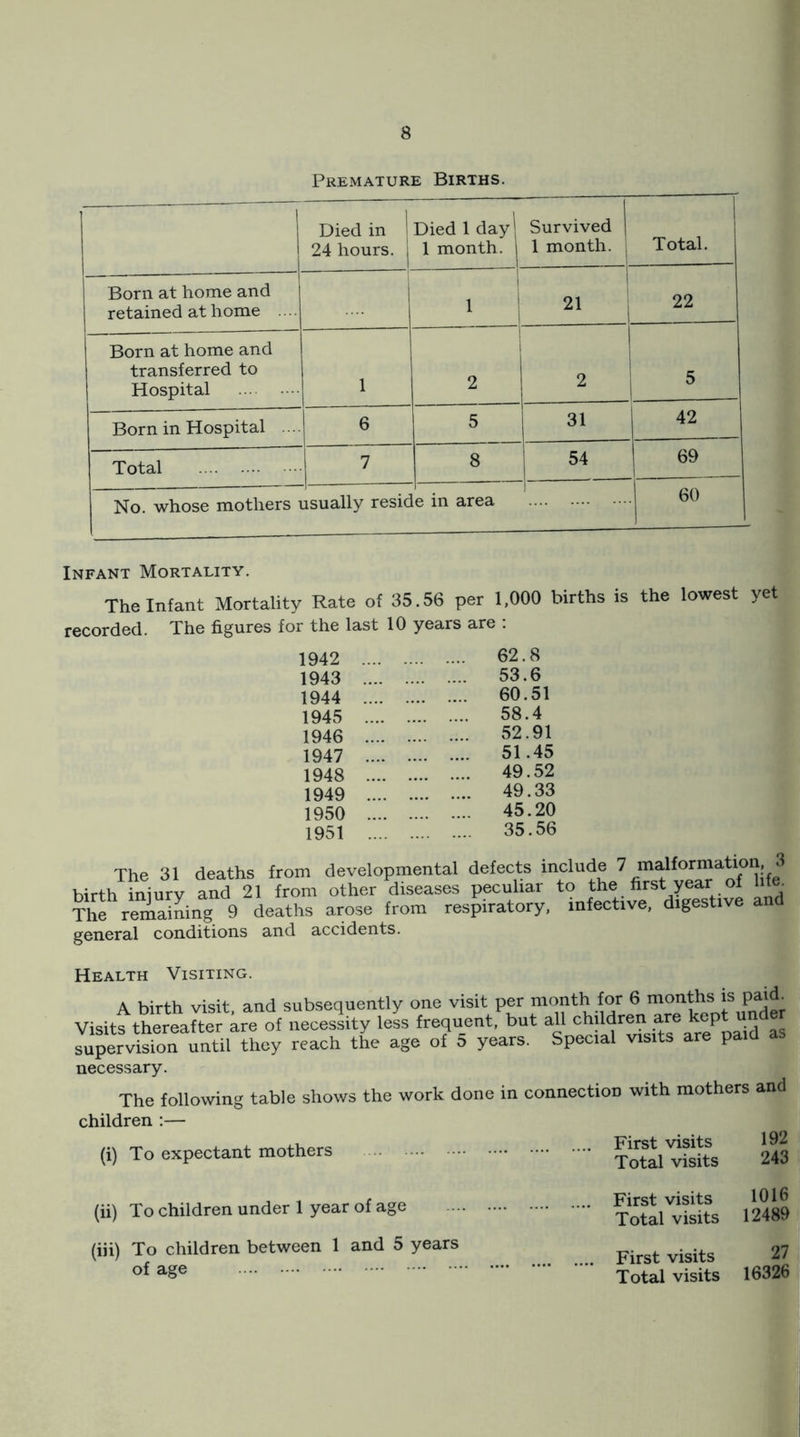 8
Premature Births.
Died in 24 hours. Died 1 day 1 month. Survived 1 month. Total.
Born at home and retained at home .... .... 1 21 22
Born at home and transferred to Hospital .... .... 1 2 2 5
Born in Hospital .... 6 5 31 42
Total .... .... .... 7 8 54 69
No. whose mothers usually reside in area .... .... .... 60
Infant Mortality.
The Infant Mortality Rate of 35.56 per 1,000 births is the lowest yet
recorded. The figures for the last 10 years are :
1942 .... .... .... 62.8
1943 .... .... .... 53.6
1944 .... .... .... 60.51
1945 .... .... .... 58.4
1946 .... .... .... 52.91
1947 .... .... .... 51.45
1948 .... .... .... 49.52
1949 .... .... .... 49.33
1950 .... .... .... 45.20
1951 .... .... .... 35.56
The 31 deaths from developmental defects include 7 malformation, 3
birth injury and 21 from other diseases peculiar to the first year of life.
The remaining 9 deaths arose from respiratory, infective, digestive and
general conditions and accidents.
Health Visiting.
A birth visit, and subsequently one visit per month for 6 months is paid.
Visits thereafter are of necessity less frequent, but all children are kept under
supervision until they reach the age of 5 years. Special visits are paid as
necessary.
The following table shows the work done in connection with mothers and
children :—
(i) To expectant mothers .... .... .... .... .... .... First visits 192
Total visits 243
(ii) To children under 1 year of age .... .... .... .... First visits 1016
Total visits 12489
(iii) To children between 1 and 5 years
of age .... .... .... .... .... .... .... .... .... First visits 27
Total visits 16326